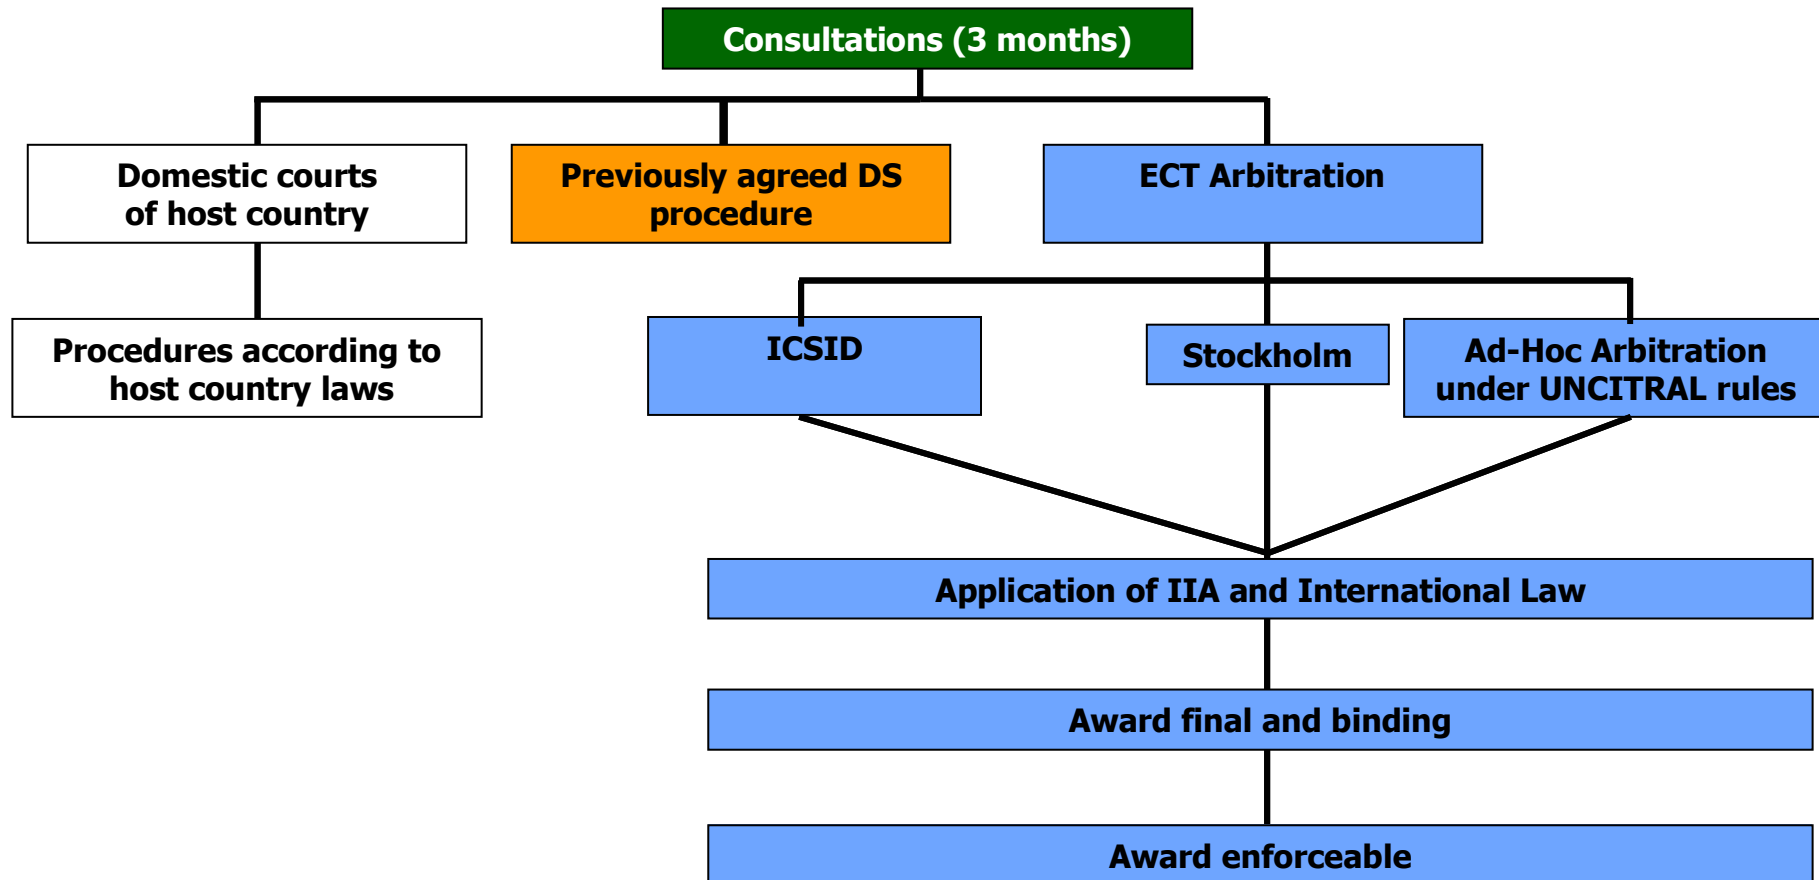 Consultations (3 months)
Domestic courts
of host country
Previously agreed DS
procedure
ECT Arbitration
Procedures according to
host country laws
ICSID
Stockholm
Ad-Hoc Arbitration
under UNCITRAL rules
Application of IIA and International Law
Award final and binding
Award enforceable